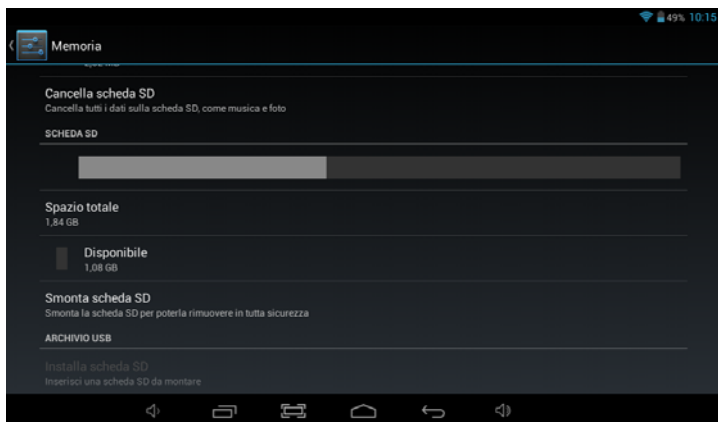 49% 10:15
Memoria
Cancella scheda SD
Cancella tutti i dati sulla scheda SD, come musica e foto
SCHEDA SD
Spazio totale
1,84 GB
Disponibile
1,08 GB
Smonta scheda SD
Smonta la scheda SD per poterla rimuovere in tutta sicurezza
ARCHIVIO USB
Installa scheda SD
Inserisci una scheda SD da montare